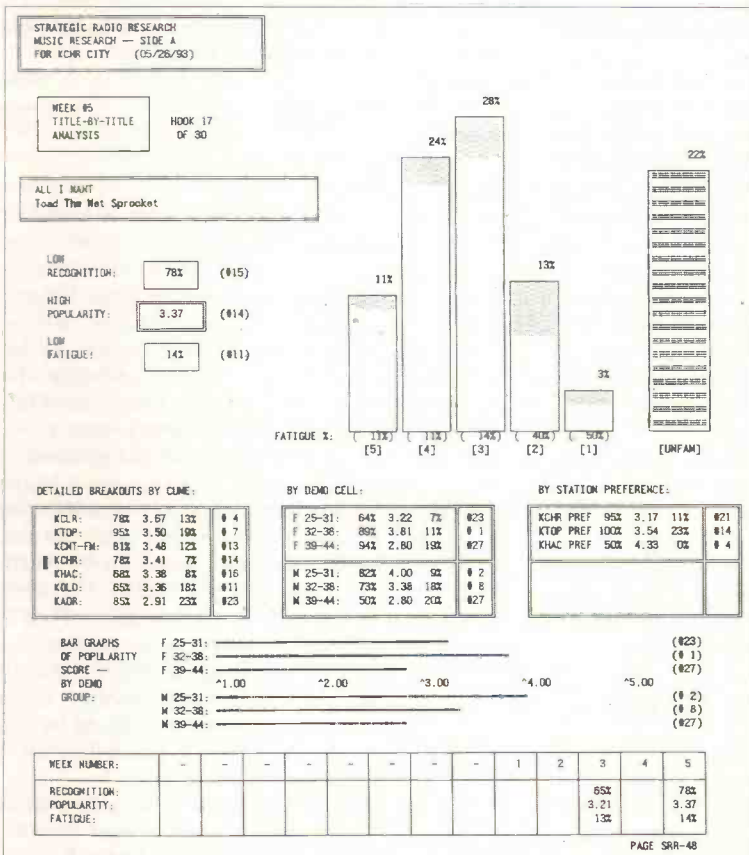 STRATEGIC RADIO RESEARCH
MUSIC RESEARCH — SIDE A
FOR KCHR CITY (05/26/93)
WEEK #5
TITLE-BY-TITLE
ANALYSIS
HOOK 17
OF 30
ALL I WANT
Toad The Wet Sprocket
LOW
RECOGNITION: 78% (#15)
HIGH
POPULARITY: 3.37 (#14)
LOW
FATIGUE: 14% (#11)
11%
24%
28%
13%
3%
22%
FATIGUE %: ( 11%) ( 11%) ( 14%) ( 40%) ( 50%)
[5] [4] [3] [2] [1] [UNFAM]
DETAILED BREAKOUTS BY CUME:
KCLR: 78% 3.67 13% # 4
KTOP: 95% 3.50 19% # 7
KCNT-FM: 81% 3.48 12% #13
KCHR: 78% 3.41 7% #14
KHAC: 68% 3.38 8% #16
KOLD: 65% 3.36 18% #11
KADR: 85% 2.91 23% #23
BY DEMO CELL:
F 25-31: 64% 3.22 7% #23
F 32-38: 89% 3.81 11% # 1
F 39-44: 94% 2.80 19% #27
M 25-31: 82% 4.00 9% # 2
M 32-38: 73% 3.38 18% # 8
M 39-44: 50% 2.80 20% #27
BY STATION PREFERENCE:
KCHR PREF 95% 3.17 11% #21
KTOP PREF 100% 3.54 23% #14
KHAC PREF 50% 4.33 0% # 4
BAR GRAPHS F 25-31: (#23)
OF POPULARITY F 32-38: (# 1)
SCORE — F 39-44: (#27)
BY DEMO ^1.00 ^2.00 ^3.00 ^4.00 ^5.00
GROUP: M 25-31: (# 2)
M 32-38: (# 8)
M 39-44: (#27)
WEEK NUMBER: - - - - - - - 1 2 3 4 5
RECOGNITION: 65% 78%
POPULARITY: 3.21 3.37
FATIGUE: 13% 14%
PAGE SRR-48